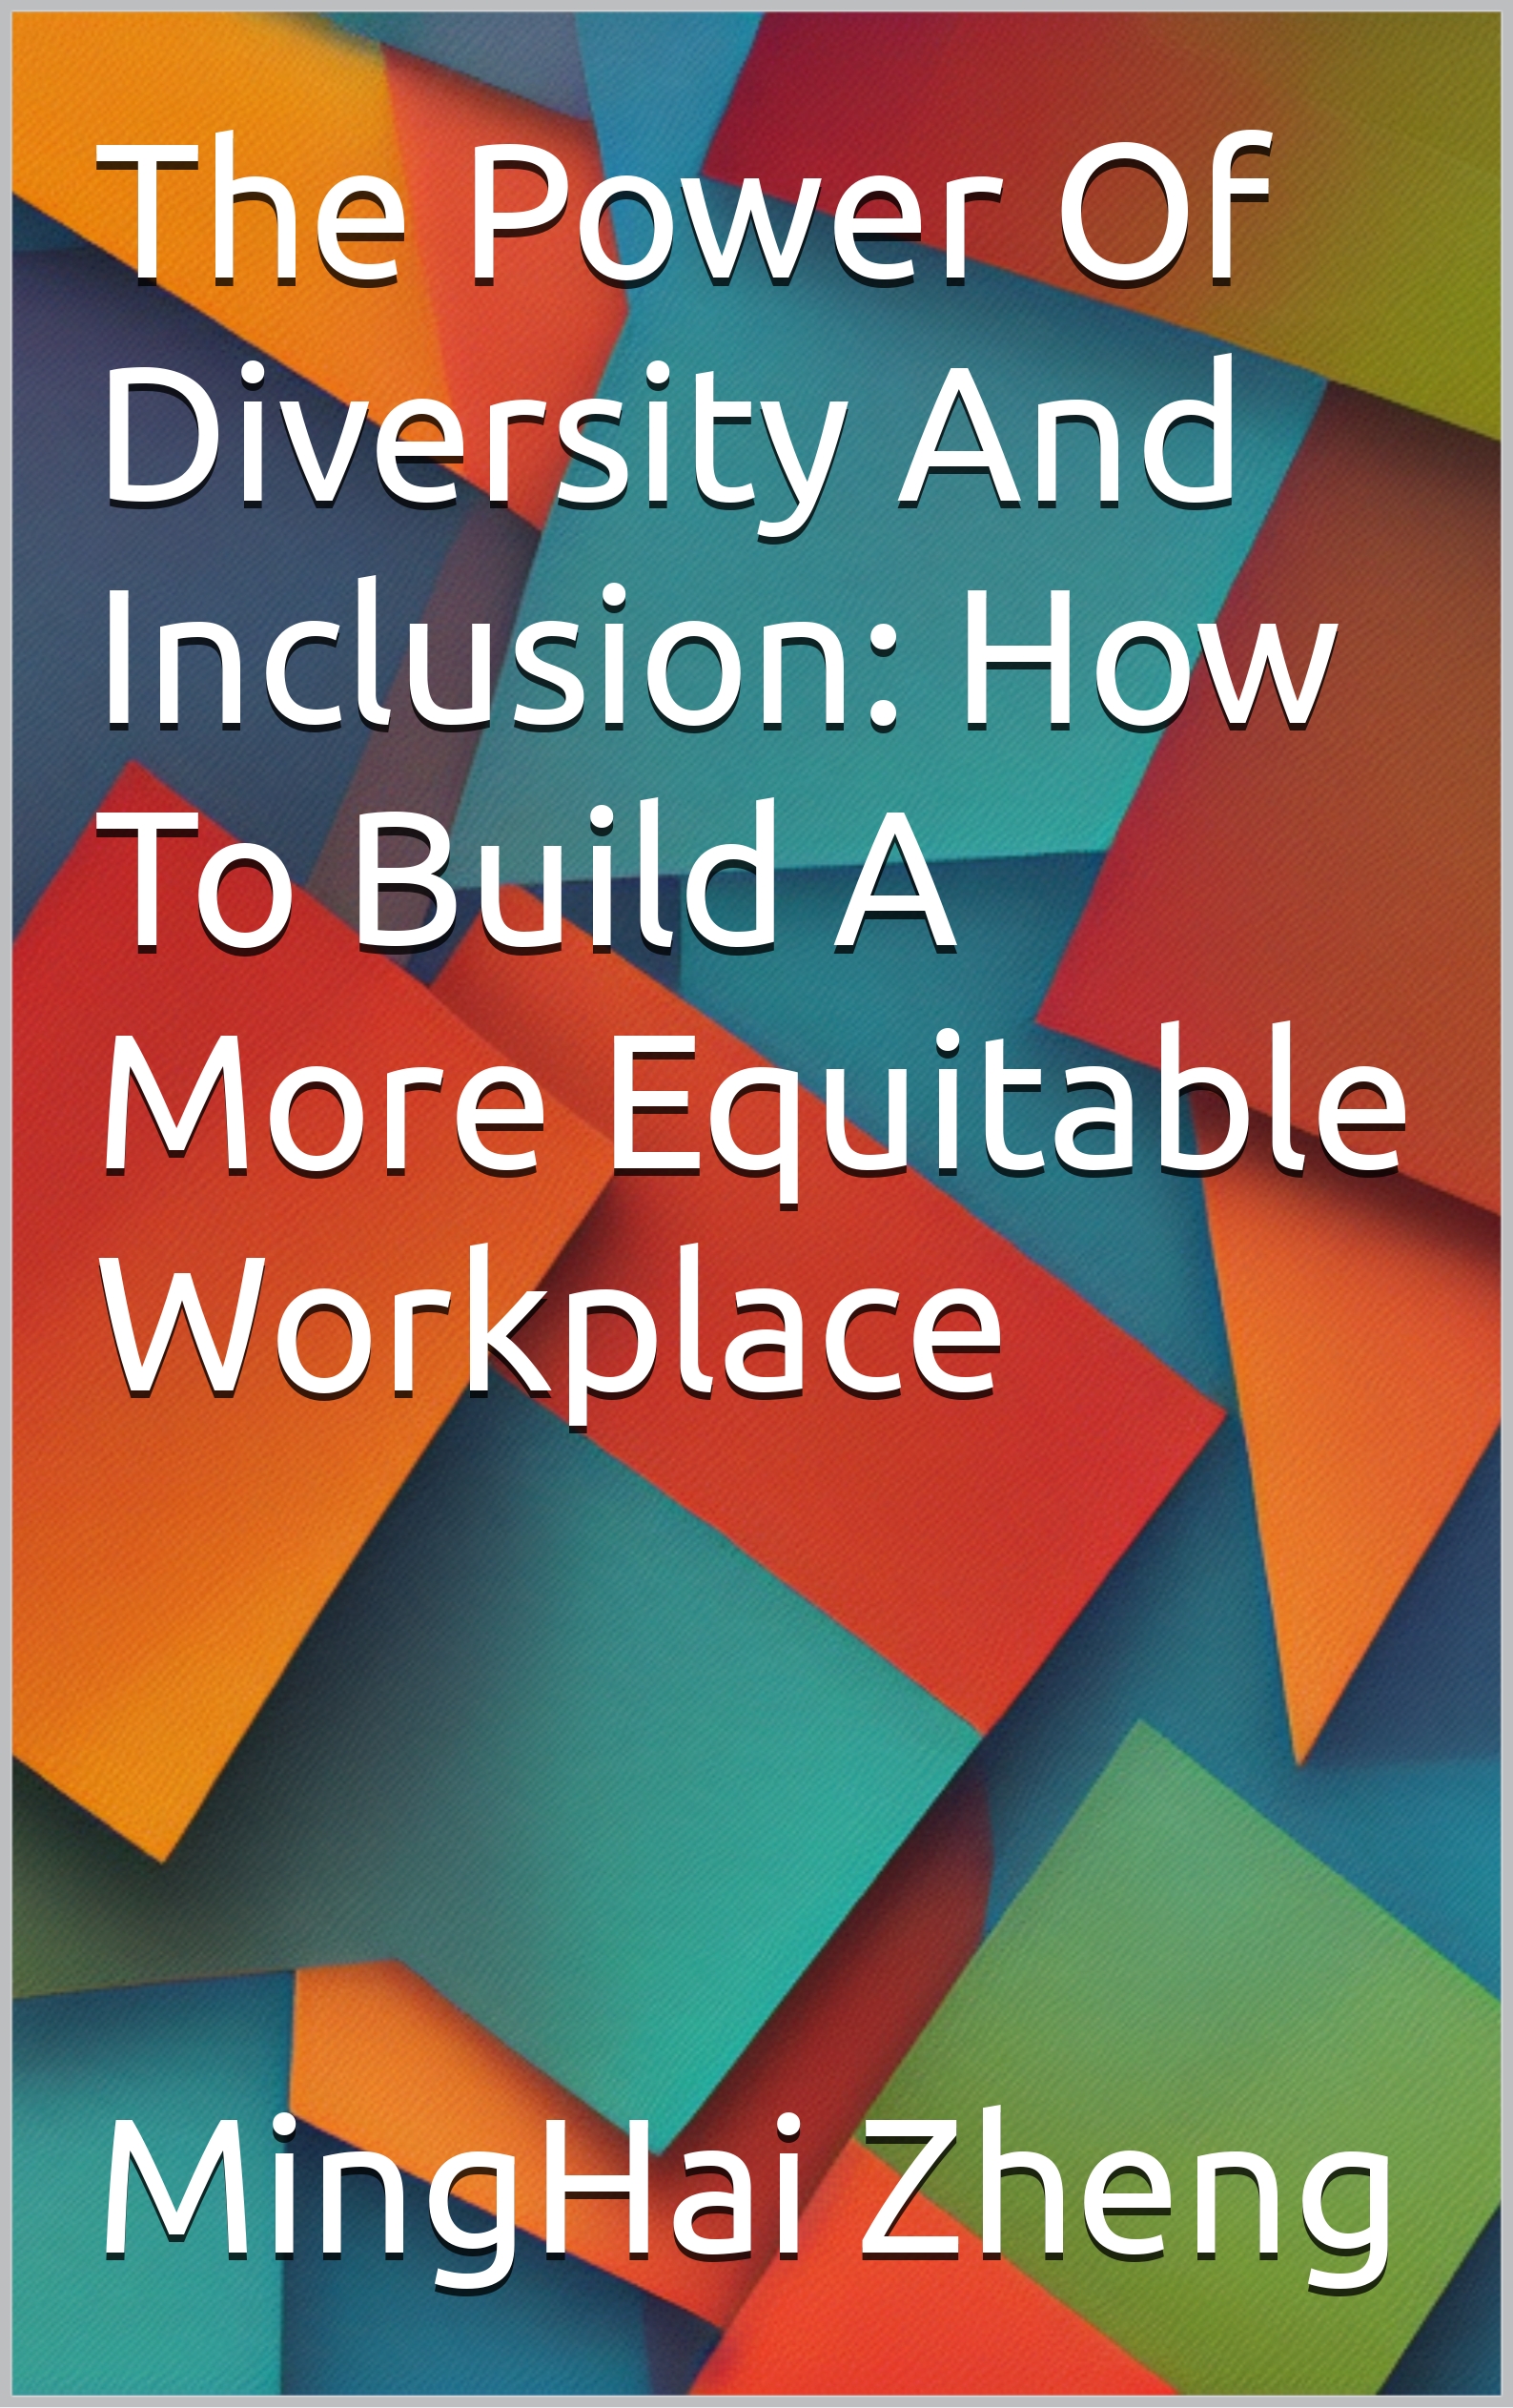 The Power Of
Diversity And
Inclusion: How
To Build A
More Equitable
Workplace
MingHai Zheng